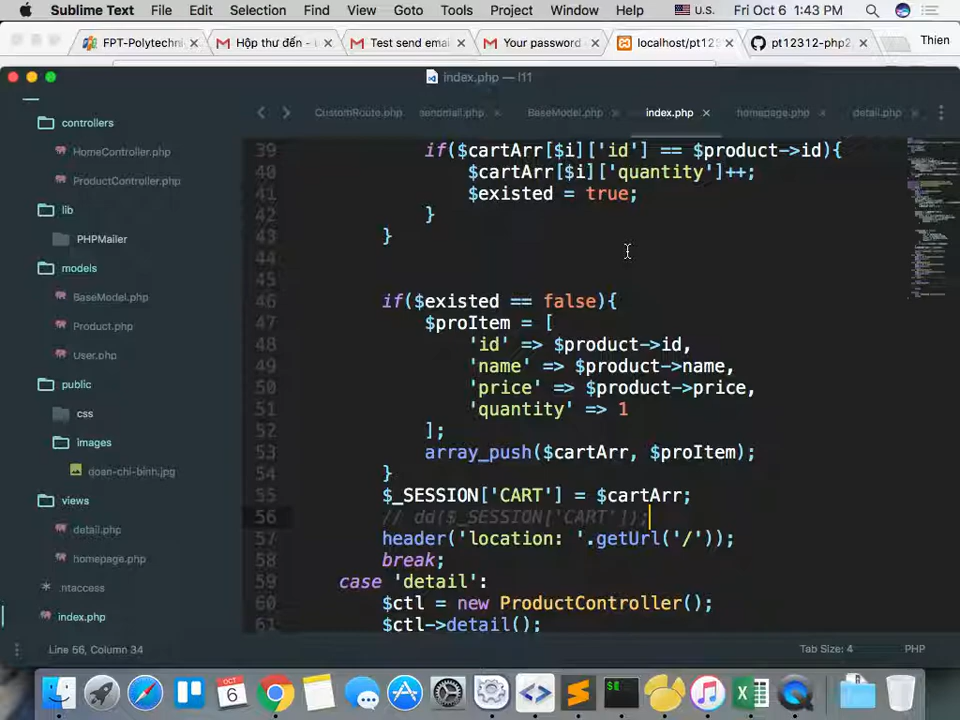 Sublime Text File Edit Selection Find View Goto Tools Project Window Help U.S. Fri Oct 6 1:43 PM
FPT-Polytechni Hộp thư đến - Test send emai Your password localhost/pt123 pt12312-php2 Thien
index.php — l11
CustomRoute.php sendmail.php BaseModel.php index.php homepage.php detail.php
controllers
HomeController.php
ProductController.php
lib
PHPMailer
models
BaseModel.php
Product.php
User.php
public
css
images
doan-chi-binh.jpg
views
detail.php
homepage.php
.htaccess
index.php
39 if($cartArr[$i]['id'] == $product->id){
40 $cartArr[$i]['quantity']++;
41 $existed = true;
42 }
43 }
44
45
46 if($existed == false){
47 $proItem = [
48 'id' => $product->id,
49 'name' => $product->name,
50 'price' => $product->price,
51 'quantity' => 1
52 ];
53 array_push($cartArr, $proItem);
54 }
55 $_SESSION['CART'] = $cartArr;
56 // dd($_SESSION['CART']);
57 header('location: '.getUrl('/'));
58 break;
59 case 'detail':
60 $ctl = new ProductController();
61 $ctl->detail();
Line 56, Column 34 Tab Size: 4 PHP
OCT
6